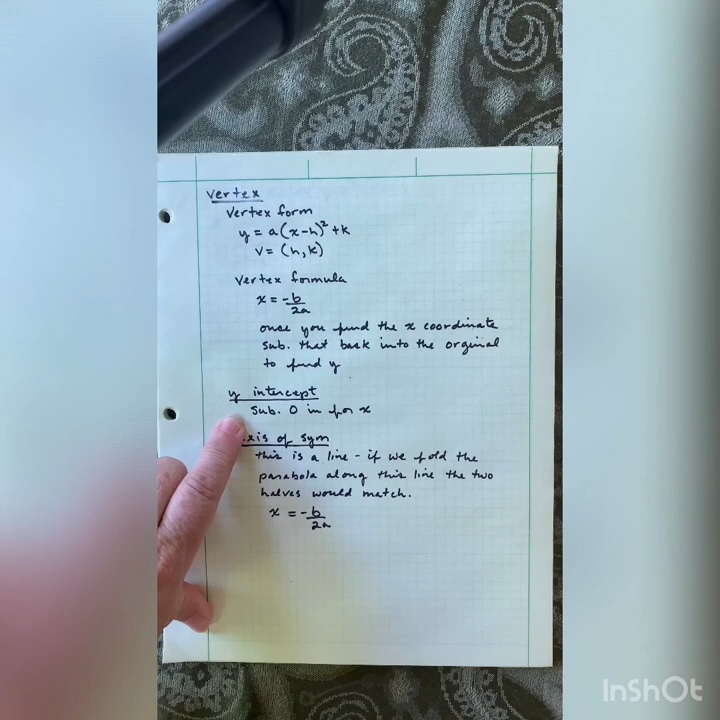 Vertex
Vertex form
y = a(x-h)² + k
V = (h, k)
Vertex formula
x = -b/2a
once you find the x coordinate
sub. that back into the orginal
to find y
y intercept
sub. 0 in for x
axis of sym
this is a line - if we fold the
parabola along this line the two
halves would match.
x = -b/2a
InShOt